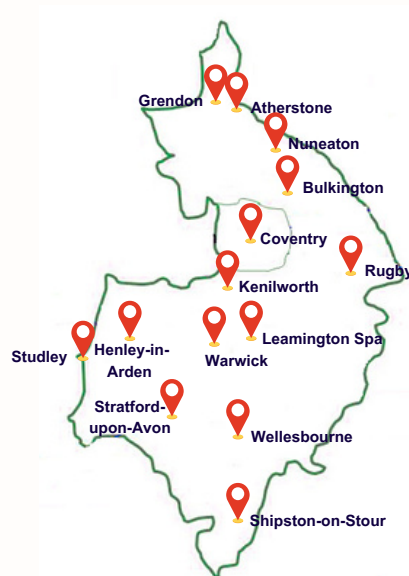 Grendon
Atherstone
Nuneaton
Bulkington
Coventry
Rugby
Kenilworth
Leamington Spa
Warwick
Henley-in-
Arden
Studley
Stratford-
upon-Avon
Wellesbourne
Shipston-on-Stour